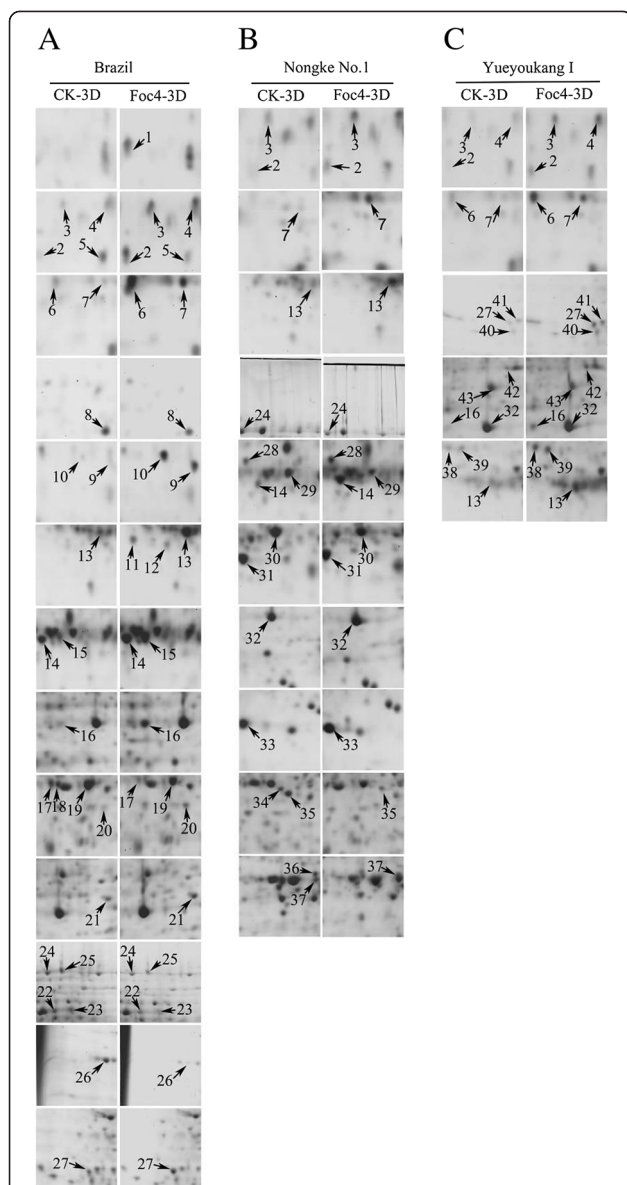 A
Brazil
CK-3D Foc4-3D
1
3 4 3 4
2 5 2 5
6 7 6 7
8 8
10 9 10 9
13 11 12 13
14 15 14 15
16 16
17 18 19 20 17 19 20
21 21
24 25 24 25
22 23 22 23
26 26
27 27
B
Nongke No.1
CK-3D Foc4-3D
3 3
2 2
7 7
13 13
24 24
28 28
14 29 14 29
30 30
31 31
32 32
33 33
34 35 35
36 37
37
C
Yueyoukang I
CK-3D Foc4-3D
3 4 3 4
2 2
6 7 6 7
41 41
27 27
40 40
43 42 43 42
16 32 16 32
38 39 38 39
13 13